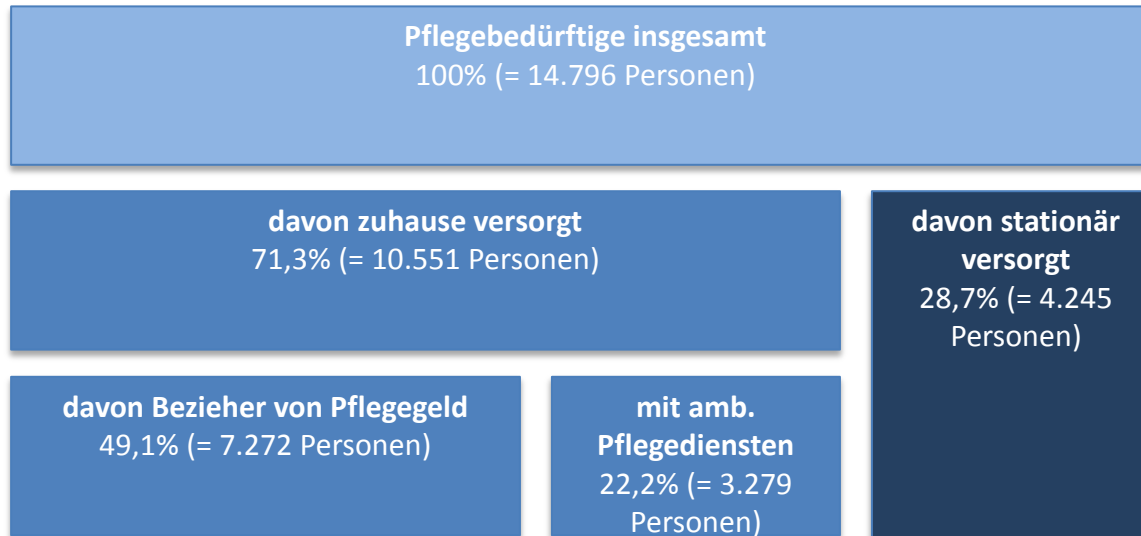 Pflegebedürftige insgesamt
100% (= 14.796 Personen)
davon zuhause versorgt
71,3% (= 10.551 Personen)
davon stationär
versorgt
28,7% (= 4.245
Personen)
davon Bezieher von Pflegegeld
49,1% (= 7.272 Personen)
mit amb.
Pflegediensten
22,2% (= 3.279
Personen)